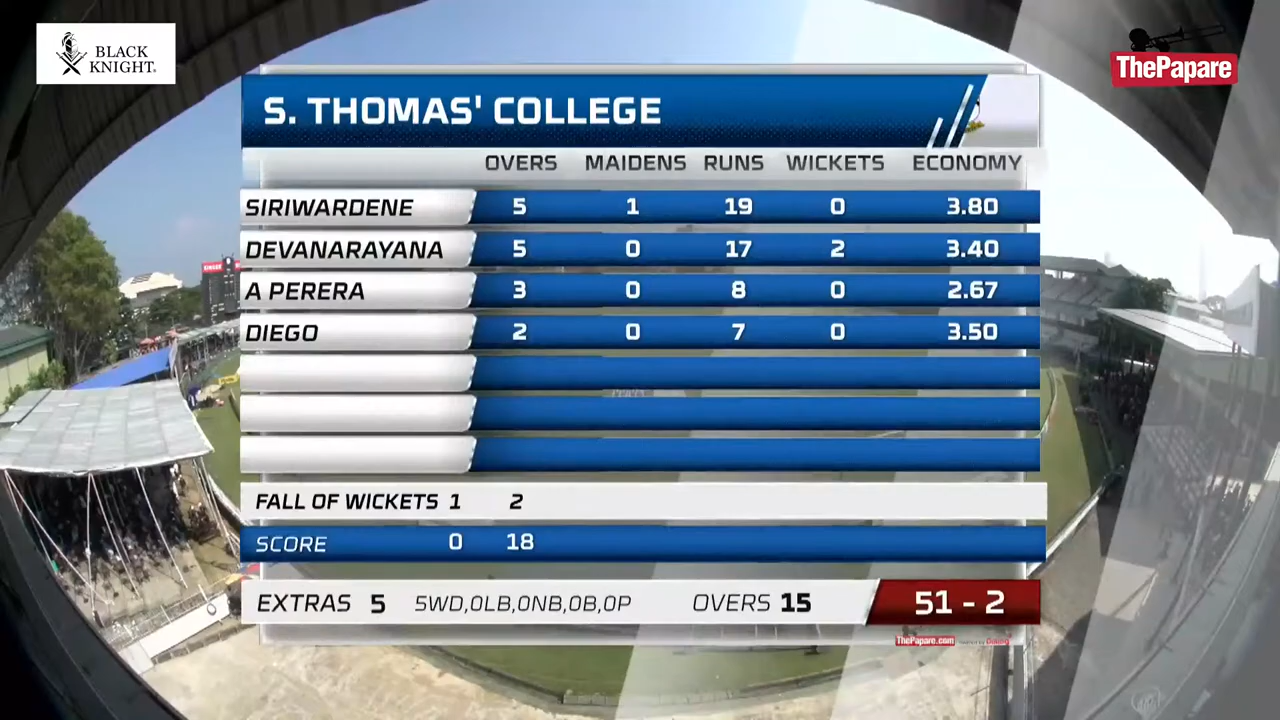 BLACK
KNIGHT.
ThePapare
S. THOMAS' COLLEGE
OVERS MAIDENS RUNS WICKETS ECONOMY
SIRIWARDENE 5 1 19 0 3.80
DEVANARAYANA 5 0 17 2 3.40
A PERERA 3 0 8 0 2.67
DIEGO 2 0 7 0 3.50
FALL OF WICKETS 1 2
SCORE 0 18
EXTRAS 5 5WD,0LB,0NB,0B,0P OVERS 15 51 - 2
ThePapare.com